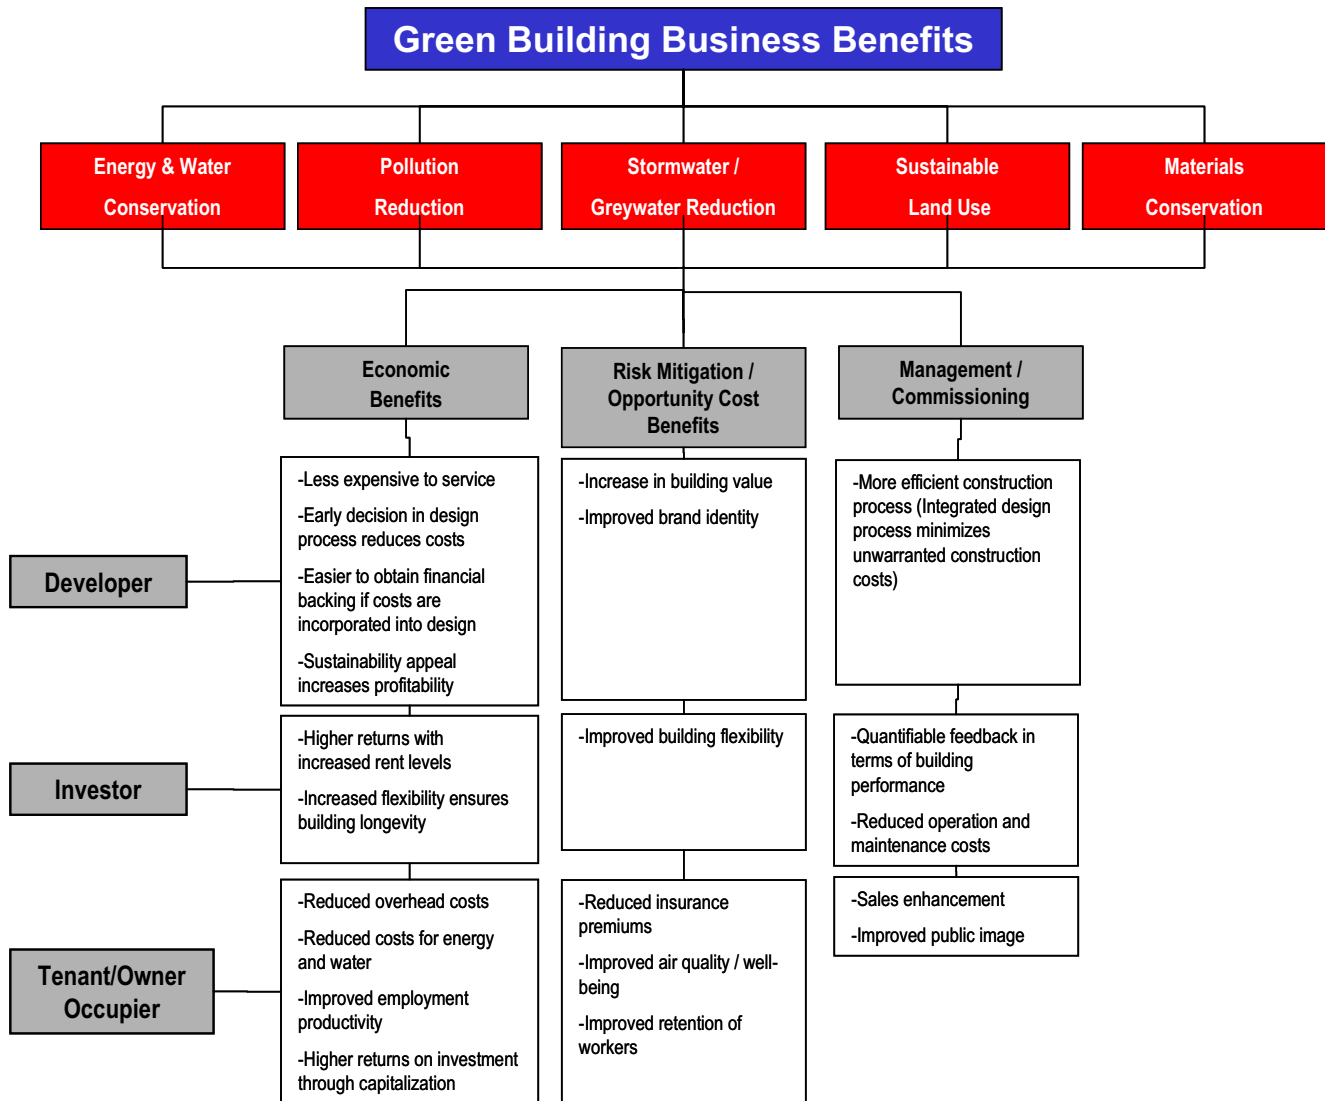 Green Building Business Benefits
Energy & Water
Conservation
Pollution
Reduction
Stormwater /
Greywater Reduction
Sustainable
Land Use
Materials
Conservation
Economic
Benefits
Risk Mitigation /
Opportunity Cost
Benefits
Management /
Commissioning
Developer
-Less expensive to service
-Early decision in design
process reduces costs
-Easier to obtain financial
backing if costs are
incorporated into design
-Sustainability appeal
increases profitability
-Increase in building value
-Improved brand identity
-More efficient construction
process (Integrated design
process minimizes
unwarranted construction
costs)
Investor
-Higher returns with
increased rent levels
-Increased flexibility ensures
building longevity
-Improved building flexibility
-Quantifiable feedback in
terms of building
performance
-Reduced operation and
maintenance costs
Tenant/Owner
Occupier
-Reduced overhead costs
-Reduced costs for energy
and water
-Improved employment
productivity
-Higher returns on investment
through capitalization
-Reduced insurance
premiums
-Improved air quality / well-
being
-Improved retention of
workers
-Sales enhancement
-Improved public image